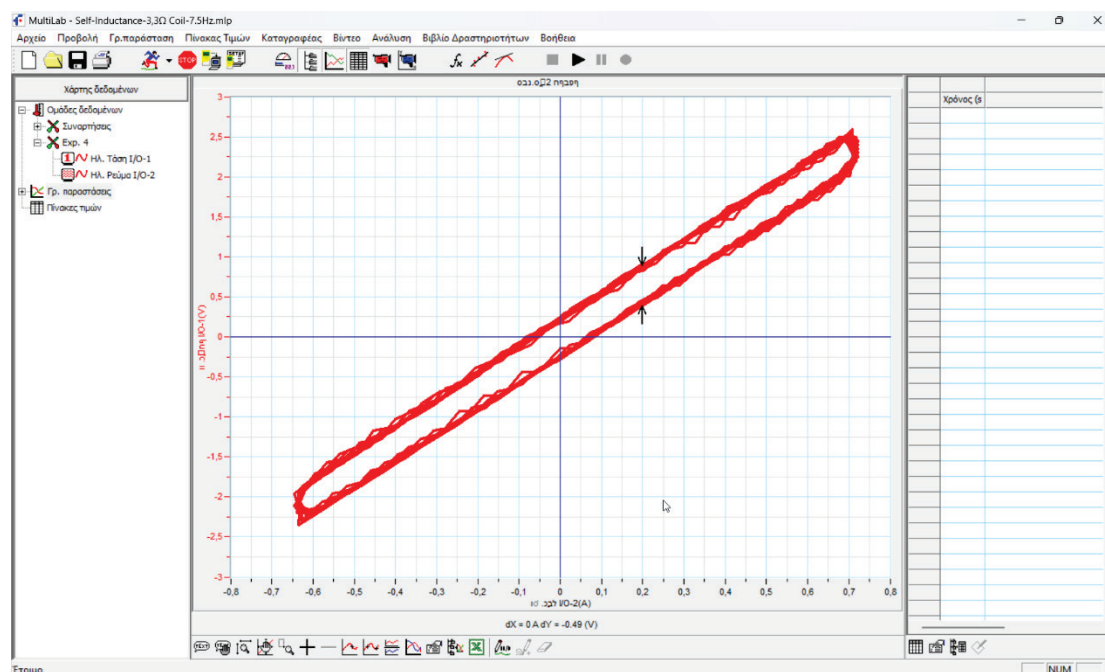 MultiLab - Self-Inductance-3,3Ω Coil-7.5Hz.mlp
Αρχείο Προβολή Γρ.παράσταση Πίνακας Τιμών Καταγραφέας Βίντεο Ανάλυση Βιβλίο Δραστηριοτήτων Βοήθεια
STOP
Χάρτης δεδομένων
Ομάδες δεδομένων
Συναρτήσεις
Exp. 4
1 Ηλ. Τάση I/O-1
Ηλ. Ρεύμα I/O-2
Γρ. παραστάσεις
Πίνακες τιμών
3
2,5
2
1,5
1
0,5
0
-0,5
-1
-1,5
-2
-2,5
-3
I/O-1(V)
-0,8 -0,7 -0,6 -0,5 -0,4 -0,3 -0,2 -0,1 0 0,1 0,2 0,3 0,4 0,5 0,6 0,7 0,8
I/O-2(A)
dX = 0 A dY = -0.49 (V)
Χρόνος (s
Έτοιμο
NUM